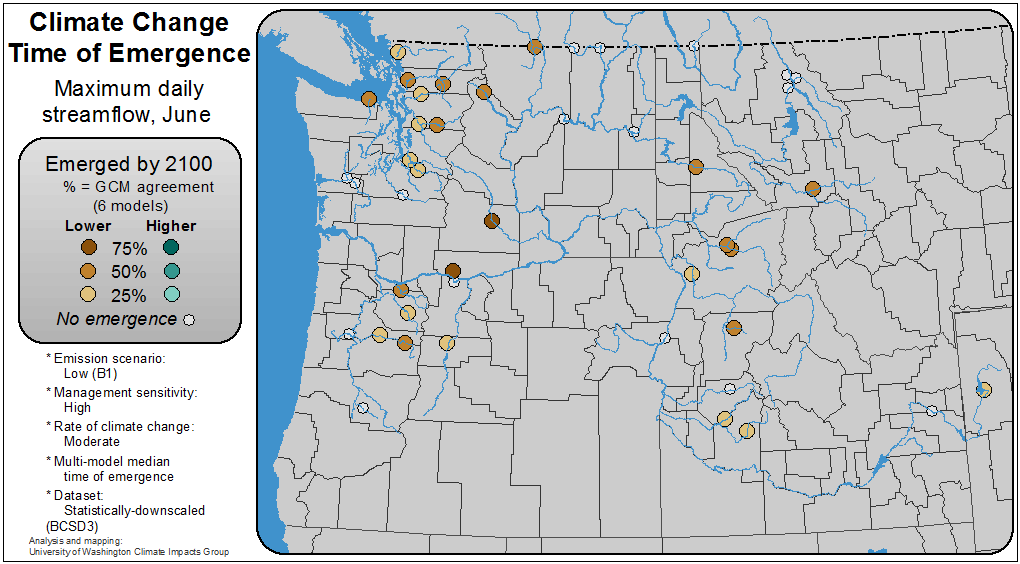 Climate Change
Time of Emergence
Maximum daily
streamflow, June
Emerged by 2100
% = GCM agreement
(6 models)
Lower Higher
75%
50%
25%
No emergence
* Emission scenario:
Low (B1)
* Management sensitivity:
High
* Rate of climate change:
Moderate
* Multi-model median
time of emergence
* Dataset:
Statistically-downscaled
(BCSD3)
Analysis and mapping:
University of Washington Climate Impacts Group